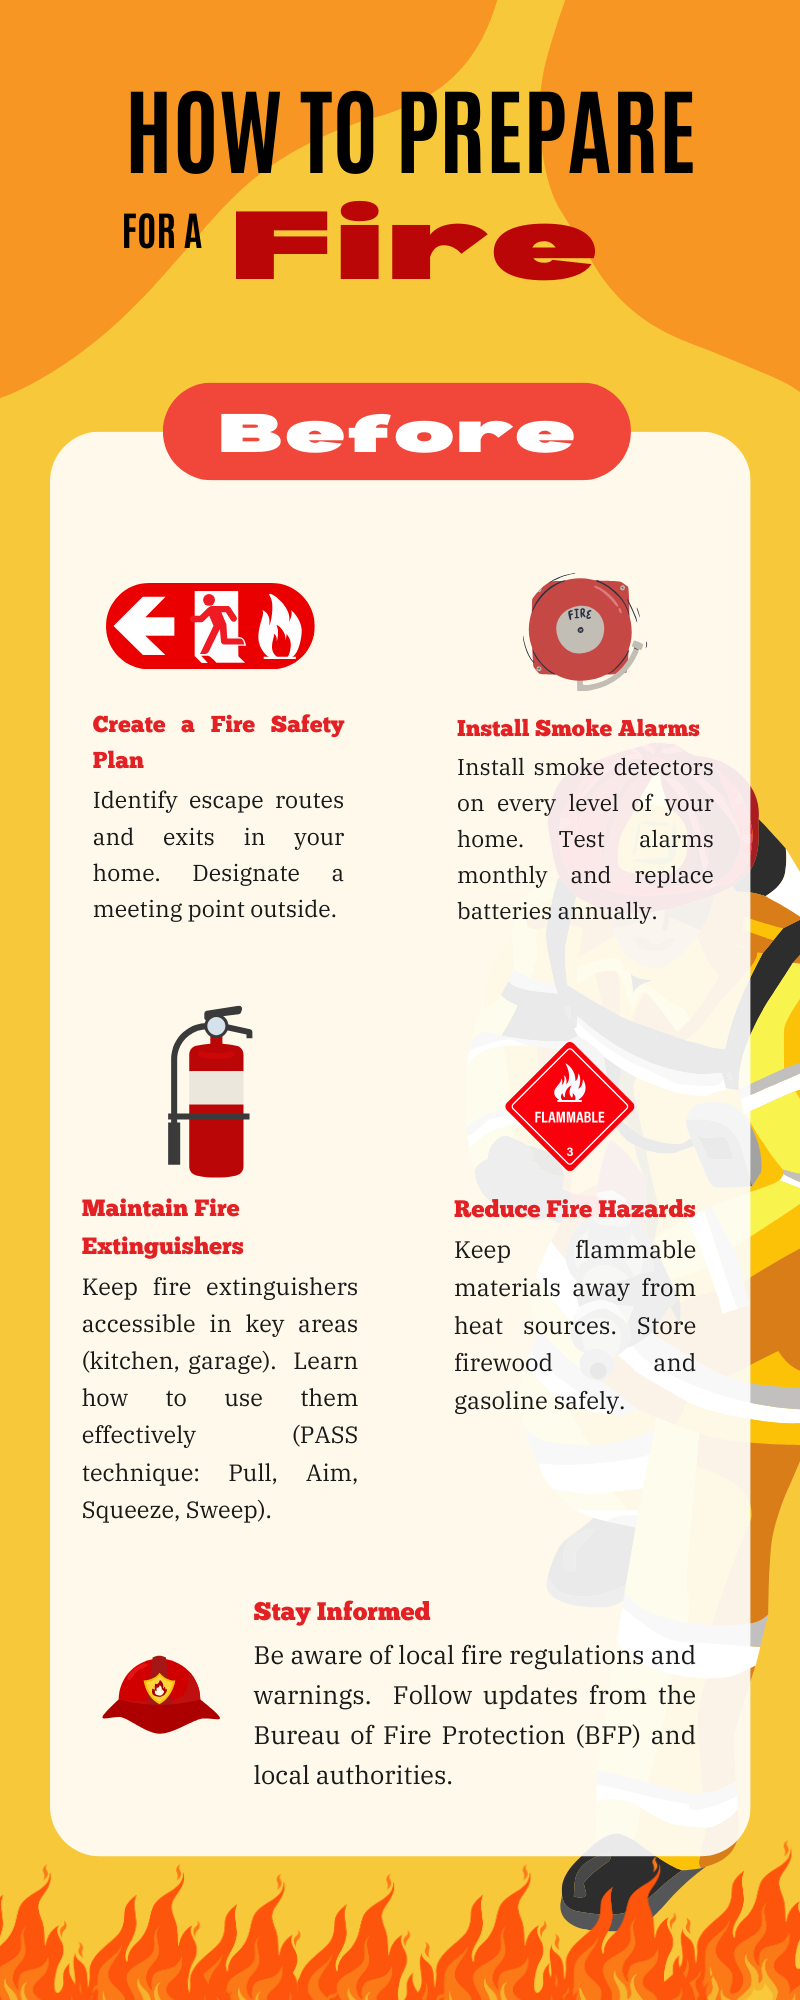 HOW TO PREPARE
FOR A Fire
Before
Create a Fire Safety
Plan
Identify escape routes
and exits in your
home. Designate a
meeting point outside.
FIRE
Install Smoke Alarms
Install smoke detectors
on every level of your
home. Test alarms
monthly and replace
batteries annually.
Maintain Fire
Extinguishers
Keep fire extinguishers
accessible in key areas
(kitchen, garage). Learn
how to use them
effectively (PASS
technique: Pull, Aim,
Squeeze, Sweep).
FLAMMABLE
3
Reduce Fire Hazards
Keep flammable
materials away from
heat sources. Store
firewood and
gasoline safely.
Stay Informed
Be aware of local fire regulations and
warnings. Follow updates from the
Bureau of Fire Protection (BFP) and
local authorities.